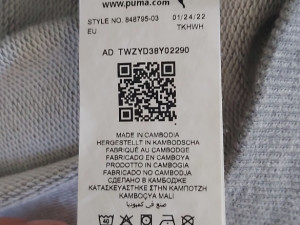 www.puma.com
STYLE NO. 848795-03 01/24/22
EU TKHWH
AD TWZYD38Y02290
MADE IN CAMBODIA
HERGESTELLT IN KAMBODSCHA
FABRIQUÉ AU CAMBODGE
FABRICADO EN CAMBOYA
PRODOTTO IN CAMBOGIA
FABRICADO NO CAMBOJA
СДЕЛАНО В КАМБОДЖЕ
ΚΑΤΑΣΚΕΥΑΣΤΗΚΕ ΣΤΗΝ ΚΑΜΠΟΤΖΗ
KAMBOÇYA MALI
صنع في كمبوديا
40